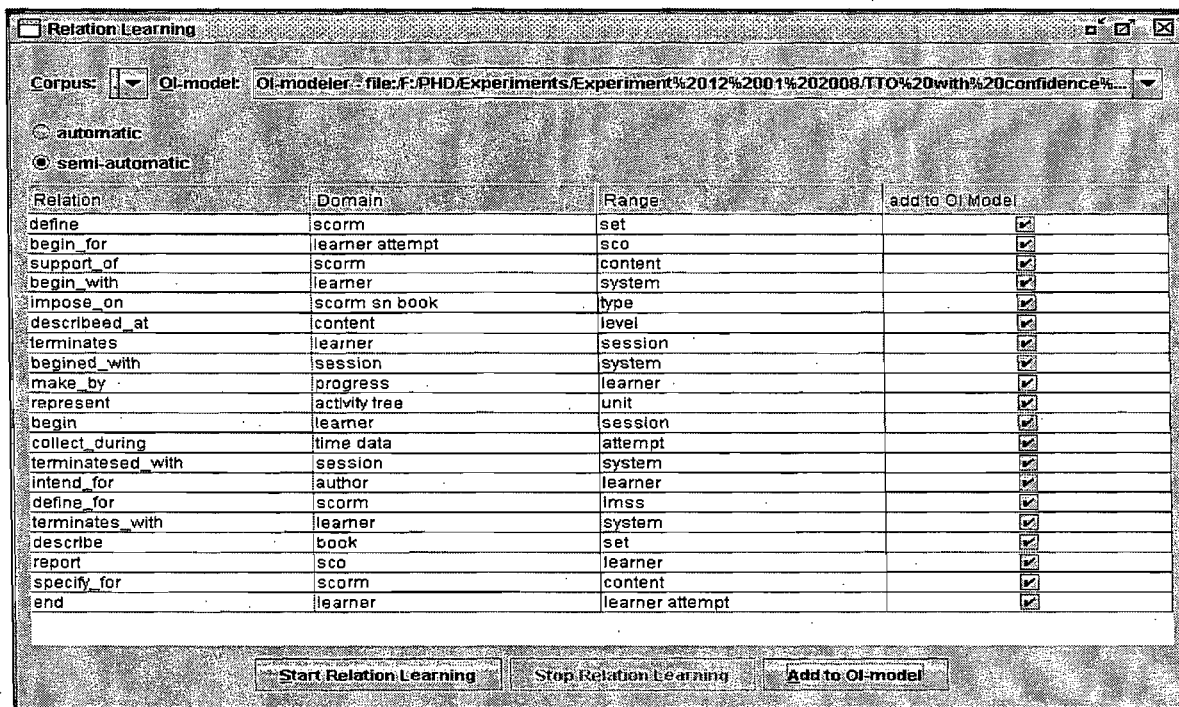 Relation Learning
Corpus: OI-model: OI-modeler - file:/F:/PHD/Experiments/Experiment%2012%2001%202008/TTO%20with%20confidence%...
automatic
semi-automatic
Relation Domain Range add to OI Model
define scorm set
begin_for learner attempt sco
support_of scorm content
begin_with learner system
impose_on scorm sn book type
describeed_at content level
terminates learner session
begined_with session system
make_by progress learner
represent activity tree unit
begin learner session
collect_during time data attempt
terminatesed_with session system
intend_for author learner
define_for scorm lmss
terminates_with learner system
describe book set
report sco learner
specify_for scorm content
end learner learner attempt
Start Relation Learning Stop Relation Learning Add to OI-model